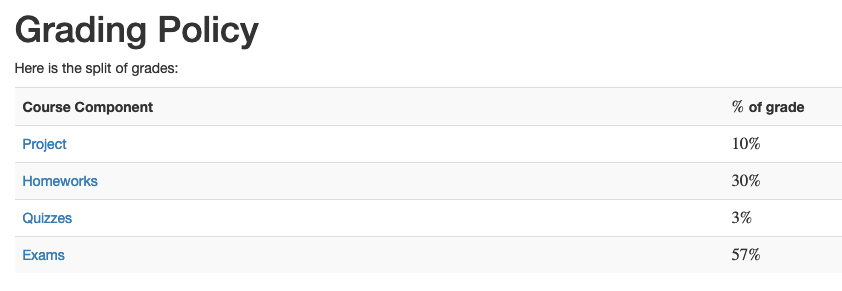 Grading Policy
Here is the split of grades:
Course Component % of grade
Project 10%
Homeworks 30%
Quizzes 3%
Exams 57%